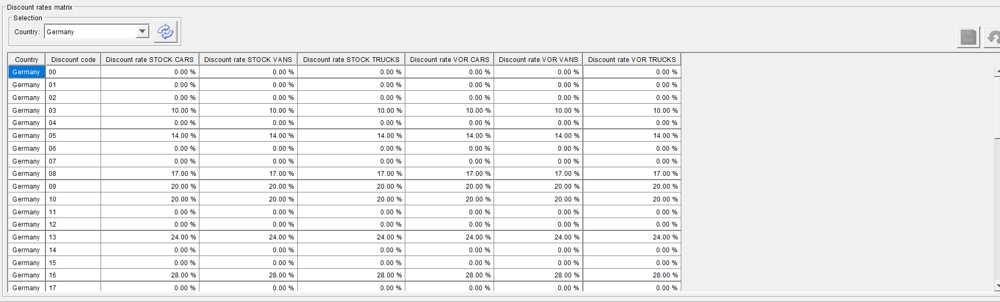 Discount rates matrix
Selection
Country: Germany
Country Discount code Discount rate STOCK CARS Discount rate STOCK VANS Discount rate STOCK TRUCKS Discount rate VOR CARS Discount rate VOR VANS Discount rate VOR TRUCKS
Germany 00 0.00 % 0.00 % 0.00 % 0.00 % 0.00 % 0.00 %
Germany 01 0.00 % 0.00 % 0.00 % 0.00 % 0.00 % 0.00 %
Germany 02 0.00 % 0.00 % 0.00 % 0.00 % 0.00 % 0.00 %
Germany 03 10.00 % 10.00 % 10.00 % 10.00 % 10.00 % 10.00 %
Germany 04 0.00 % 0.00 % 0.00 % 0.00 % 0.00 % 0.00 %
Germany 05 14.00 % 14.00 % 14.00 % 14.00 % 14.00 % 14.00 %
Germany 06 0.00 % 0.00 % 0.00 % 0.00 % 0.00 % 0.00 %
Germany 07 0.00 % 0.00 % 0.00 % 0.00 % 0.00 % 0.00 %
Germany 08 17.00 % 17.00 % 17.00 % 17.00 % 17.00 % 17.00 %
Germany 09 20.00 % 20.00 % 20.00 % 20.00 % 20.00 % 20.00 %
Germany 10 20.00 % 20.00 % 20.00 % 20.00 % 20.00 % 20.00 %
Germany 11 0.00 % 0.00 % 0.00 % 0.00 % 0.00 % 0.00 %
Germany 12 0.00 % 0.00 % 0.00 % 0.00 % 0.00 % 0.00 %
Germany 13 24.00 % 24.00 % 24.00 % 24.00 % 24.00 % 24.00 %
Germany 14 0.00 % 0.00 % 0.00 % 0.00 % 0.00 % 0.00 %
Germany 15 0.00 % 0.00 % 0.00 % 0.00 % 0.00 % 0.00 %
Germany 16 28.00 % 28.00 % 28.00 % 28.00 % 28.00 % 28.00 %
Germany 17 0.00 % 0.00 % 0.00 % 0.00 % 0.00 % 0.00 %